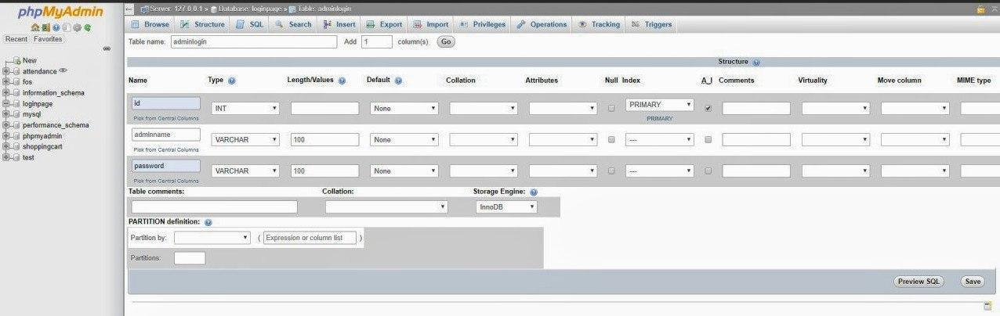 phpMyAdmin
Server: 127.0.0.1 » Database: loginpage » Table: adminlogin
Browse Structure SQL Search Insert Export Import Privileges Operations Tracking Triggers
Recent Favorites
New
attendance
fos
information_schema
loginpage
mysql
performance_schema
phpmyadmin
shoppingcart
test
Table name: adminlogin Add 1 column(s) Go
Structure
Name Type Length/Values Default Collation Attributes Null Index A_I Comments Virtuality Move column MIME type
id INT None PRIMARY
Pick from Central Columns PRIMARY
adminname VARCHAR 100 None ---
Pick from Central Columns
password VARCHAR 100 None ---
Pick from Central Columns
Table comments: Collation: Storage Engine:
InnoDB
PARTITION definition:
Partition by: ( Expression or column list )
Partitions:
Preview SQL Save